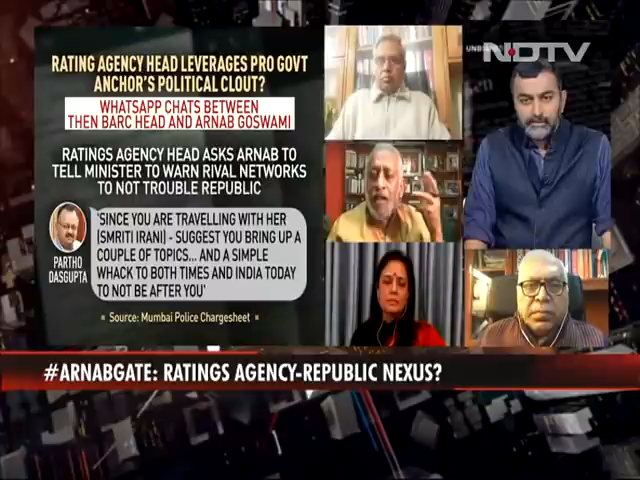 RATING AGENCY HEAD LEVERAGES PRO GOVT
ANCHOR'S POLITICAL CLOUT?
WHATSAPP CHATS BETWEEN
THEN BARC HEAD AND ARNAB GOSWAMI
RATINGS AGENCY HEAD ASKS ARNAB TO
TELL MINISTER TO WARN RIVAL NETWORKS
TO NOT TROUBLE REPUBLIC
PARTHO
DASGUPTA
'SINCE YOU ARE TRAVELLING WITH HER
(SMRITI IRANI) - SUGGEST YOU BRING UP A
COUPLE OF TOPICS... AND A SIMPLE
WHACK TO BOTH TIMES AND INDIA TODAY
TO NOT BE AFTER YOU'
Source: Mumbai Police Chargesheet
NDTV
#ARNABGATE: RATINGS AGENCY-REPUBLIC NEXUS?